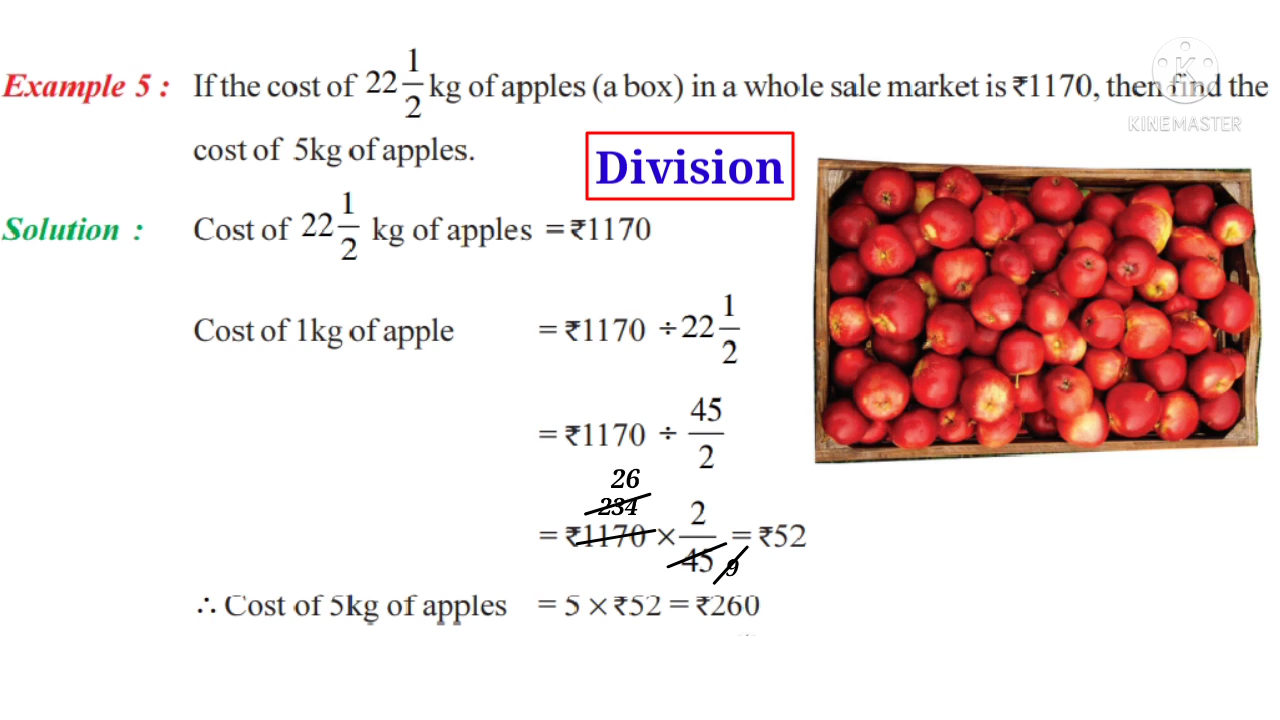 Example 5 : If the cost of 22 1/2 kg of apples (a box) in a whole sale market is ₹1170, then find the
cost of 5kg of apples.
Division
Solution : Cost of 22 1/2 kg of apples = ₹1170
Cost of 1kg of apple = ₹1170 ÷ 22 1/2
= ₹1170 ÷ 45/2
26
234
= ₹1170 × 2/45 = ₹52
9
∴ Cost of 5kg of apples = 5 × ₹52 = ₹260
K
KINEMASTER